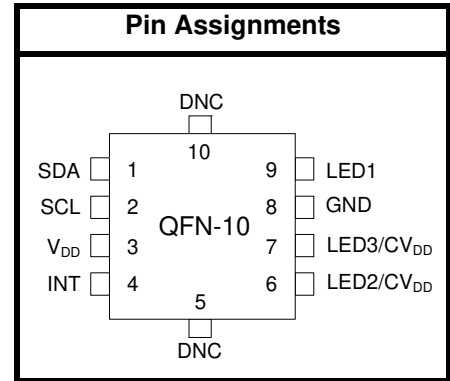 Pin Assignments
DNC
10
SDA 1 9 LED1
SCL 2 8 GND
QFN-10
VDD 3 7 LED3/CVDD
INT 4 6 LED2/CVDD
5
DNC